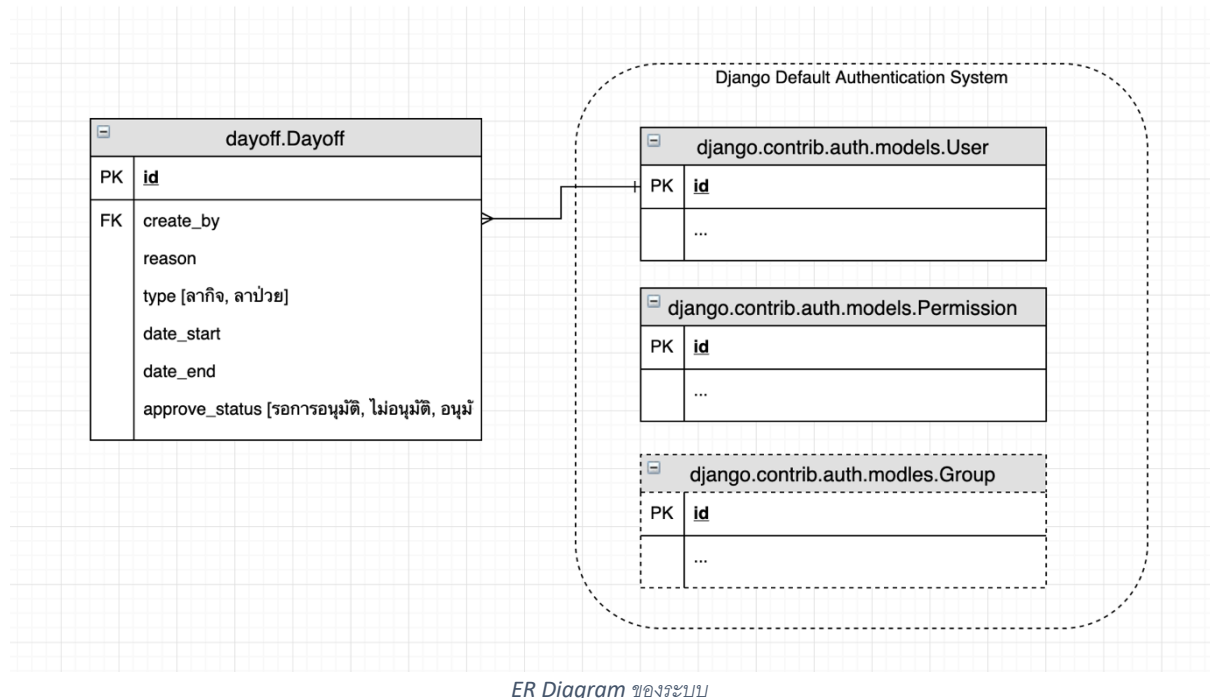 Django Default Authentication System
dayoff.Dayoff
PK id
FK create_by
reason
type [ลากิจ, ลาป่วย]
date_start
date_end
approve_status [รอการอนุมัติ, ไม่อนุมัติ, อนุมั
django.contrib.auth.models.User
PK id
...
django.contrib.auth.models.Permission
PK id
...
django.contrib.auth.modles.Group
PK id
...
ER Diagram ของระบบ